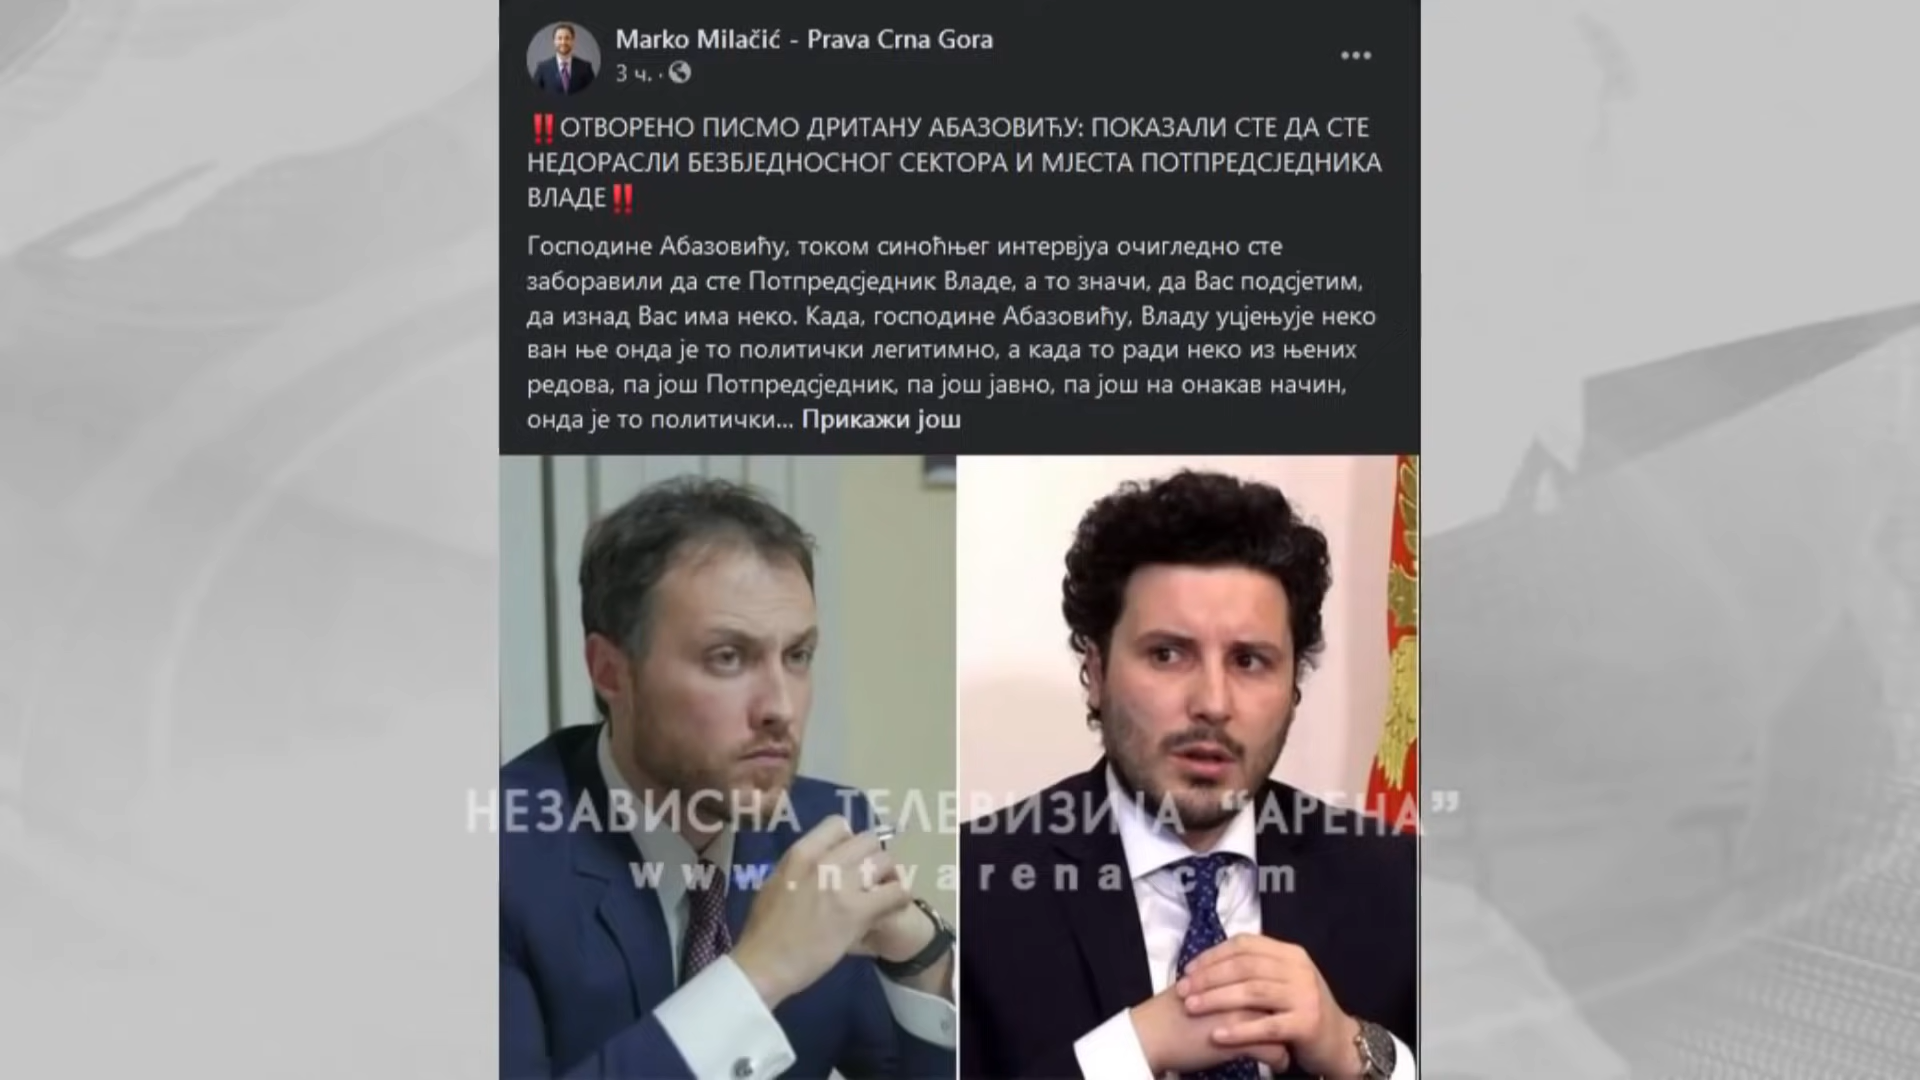 Marko Milačić - Prava Crna Gora
3 ч. ·
‼️ОТВОРЕНО ПИСМО ДРИТАНУ АБАЗОВИЋУ: ПОКАЗАЛИ СТЕ ДА СТЕ
НЕДОРАСЛИ БЕЗБЈЕДНОСНОГ СЕКТОРА И МЈЕСТА ПОТПРЕДСЈЕДНИКА
ВЛАДЕ‼️
Господине Абазовићу, током синоћњег интервјуа очигледно сте
заборавили да сте Потпредсједник Владе, а то значи, да Вас подсјетим,
да изнад Вас има неко. Када, господине Абазовићу, Владу уцјењује неко
ван ње онда је то политички легитимно, а када то ради неко из њених
редова, па још Потпредсједник, па још јавно, па још на онакав начин,
онда је то политички... Прикажи још
НЕЗАВИСНА ТЕЛЕВИЗИЈА “АРЕНА”
www.ntvarena.com